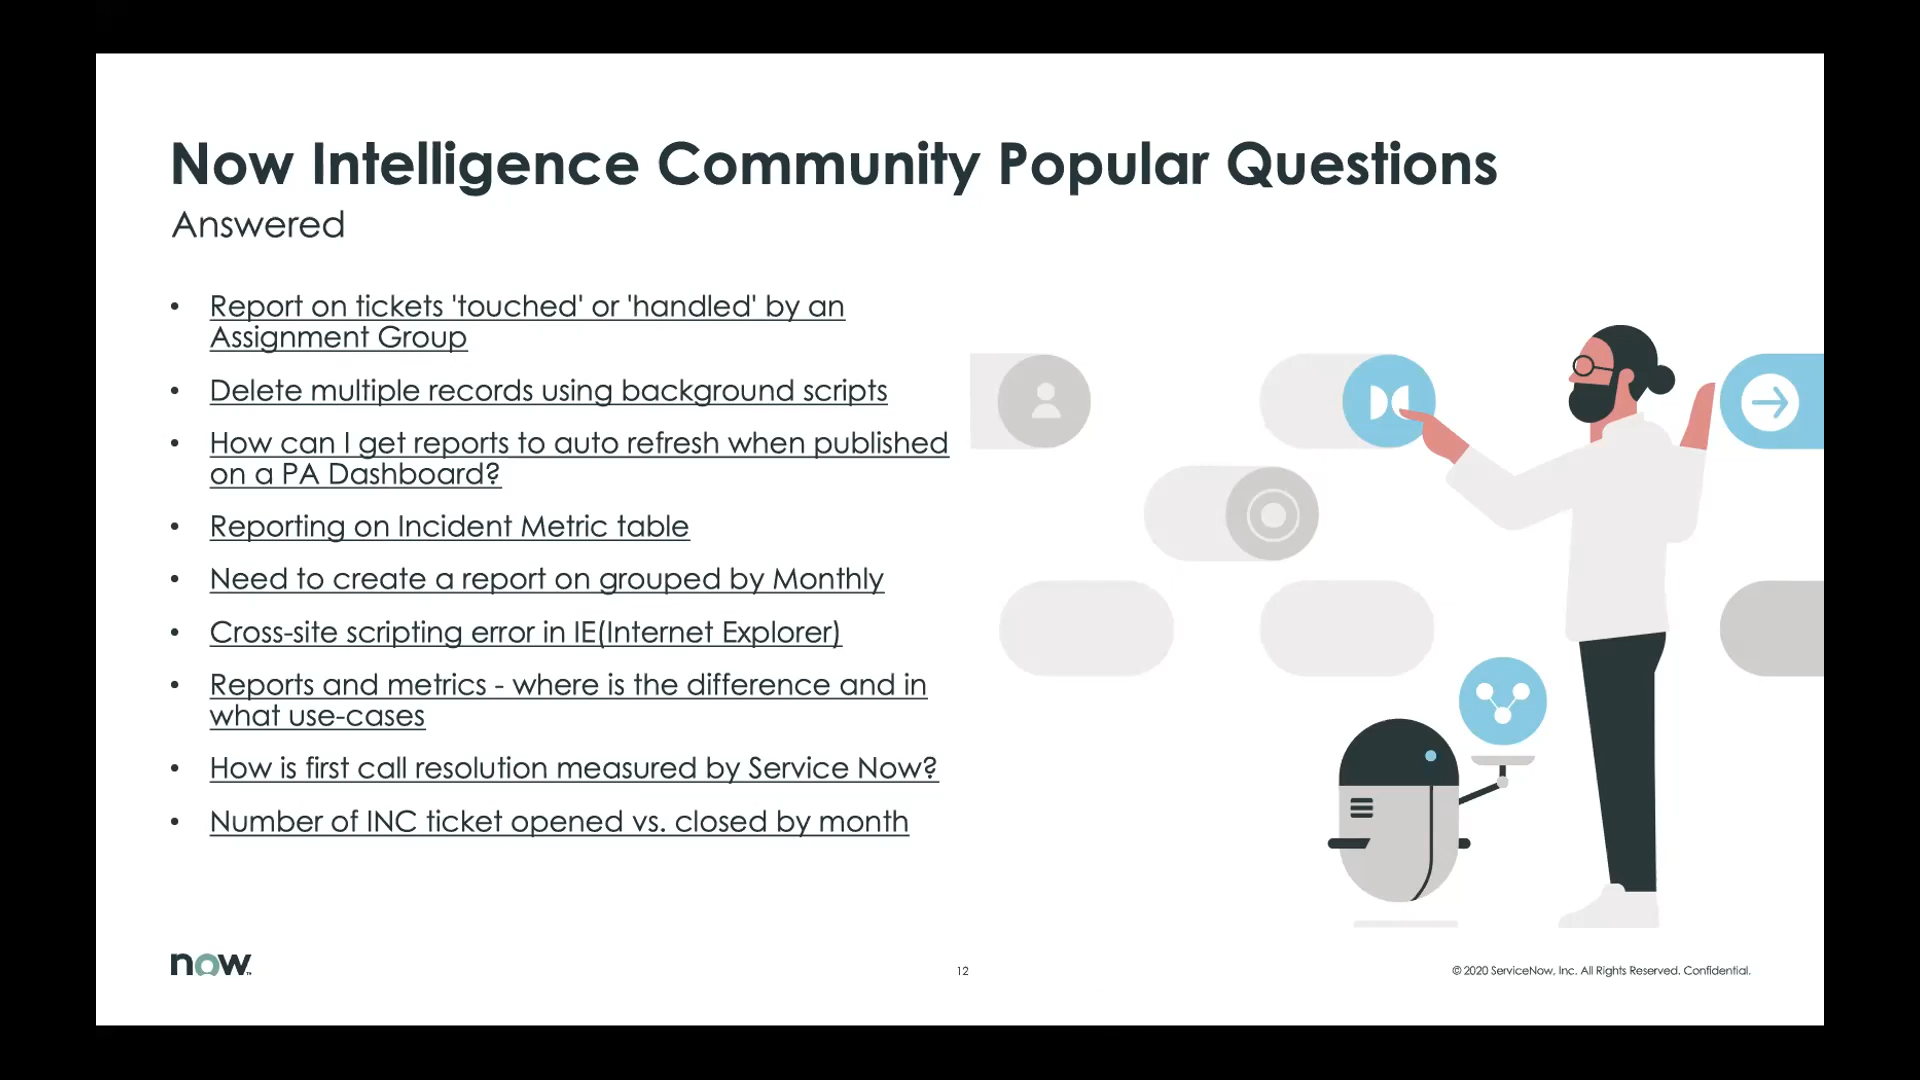 Now Intelligence Community Popular Questions
Answered
• Report on tickets 'touched' or 'handled' by an
Assignment Group
• Delete multiple records using background scripts
• How can I get reports to auto refresh when published
on a PA Dashboard?
• Reporting on Incident Metric table
• Need to create a report on grouped by Monthly
• Cross-site scripting error in IE(Internet Explorer)
• Reports and metrics - where is the difference and in
what use-cases
• How is first call resolution measured by Service Now?
• Number of INC ticket opened vs. closed by month
now™
12
© 2020 ServiceNow, Inc. All Rights Reserved. Confidential.